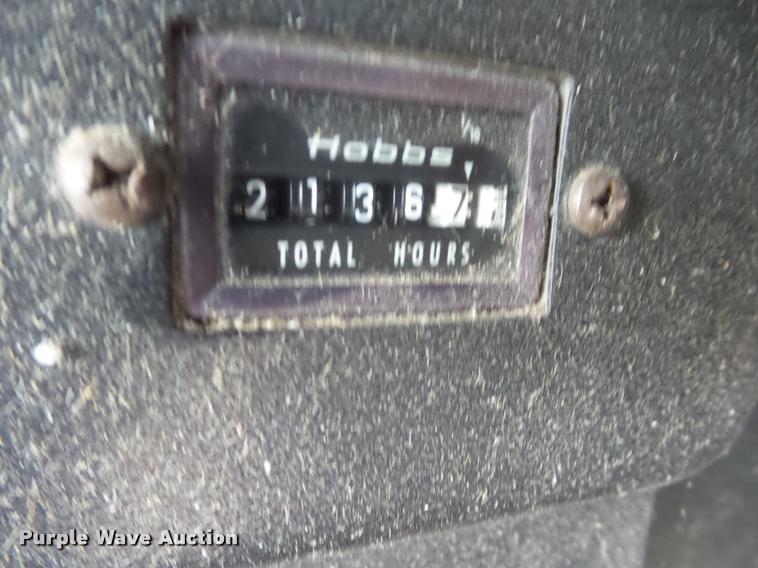 1/10
Hobbs
2 1 3 6 7
TOTAL HOURS
Purple Wave Auction